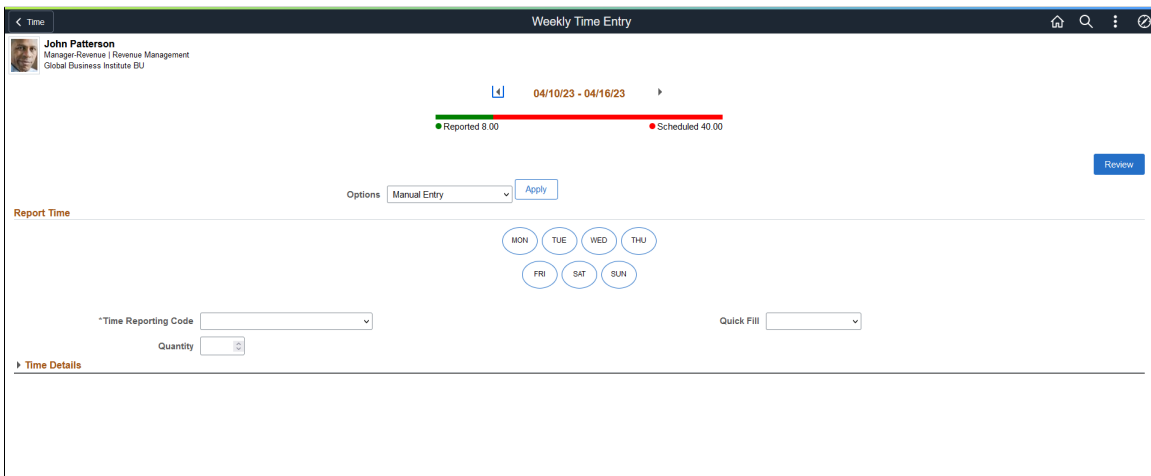 Time
Weekly Time Entry
John Patterson
Manager-Revenue | Revenue Management
Global Business Institute BU
04/10/23 - 04/16/23
Reported 8.00
Scheduled 40.00
Review
Options Manual Entry Apply
Report Time
MON TUE WED THU
FRI SAT SUN
*Time Reporting Code
Quick Fill
Quantity
Time Details